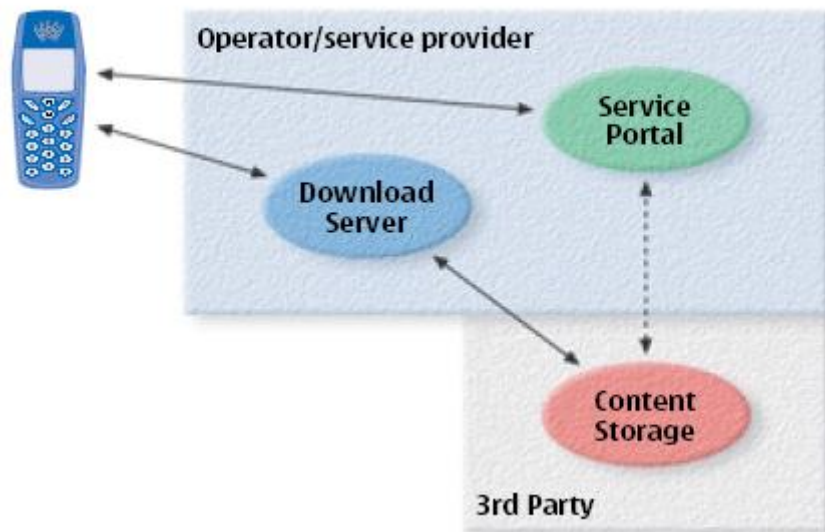 Operator/service provider
Service
Portal
Download
Server
Content
Storage
3rd Party